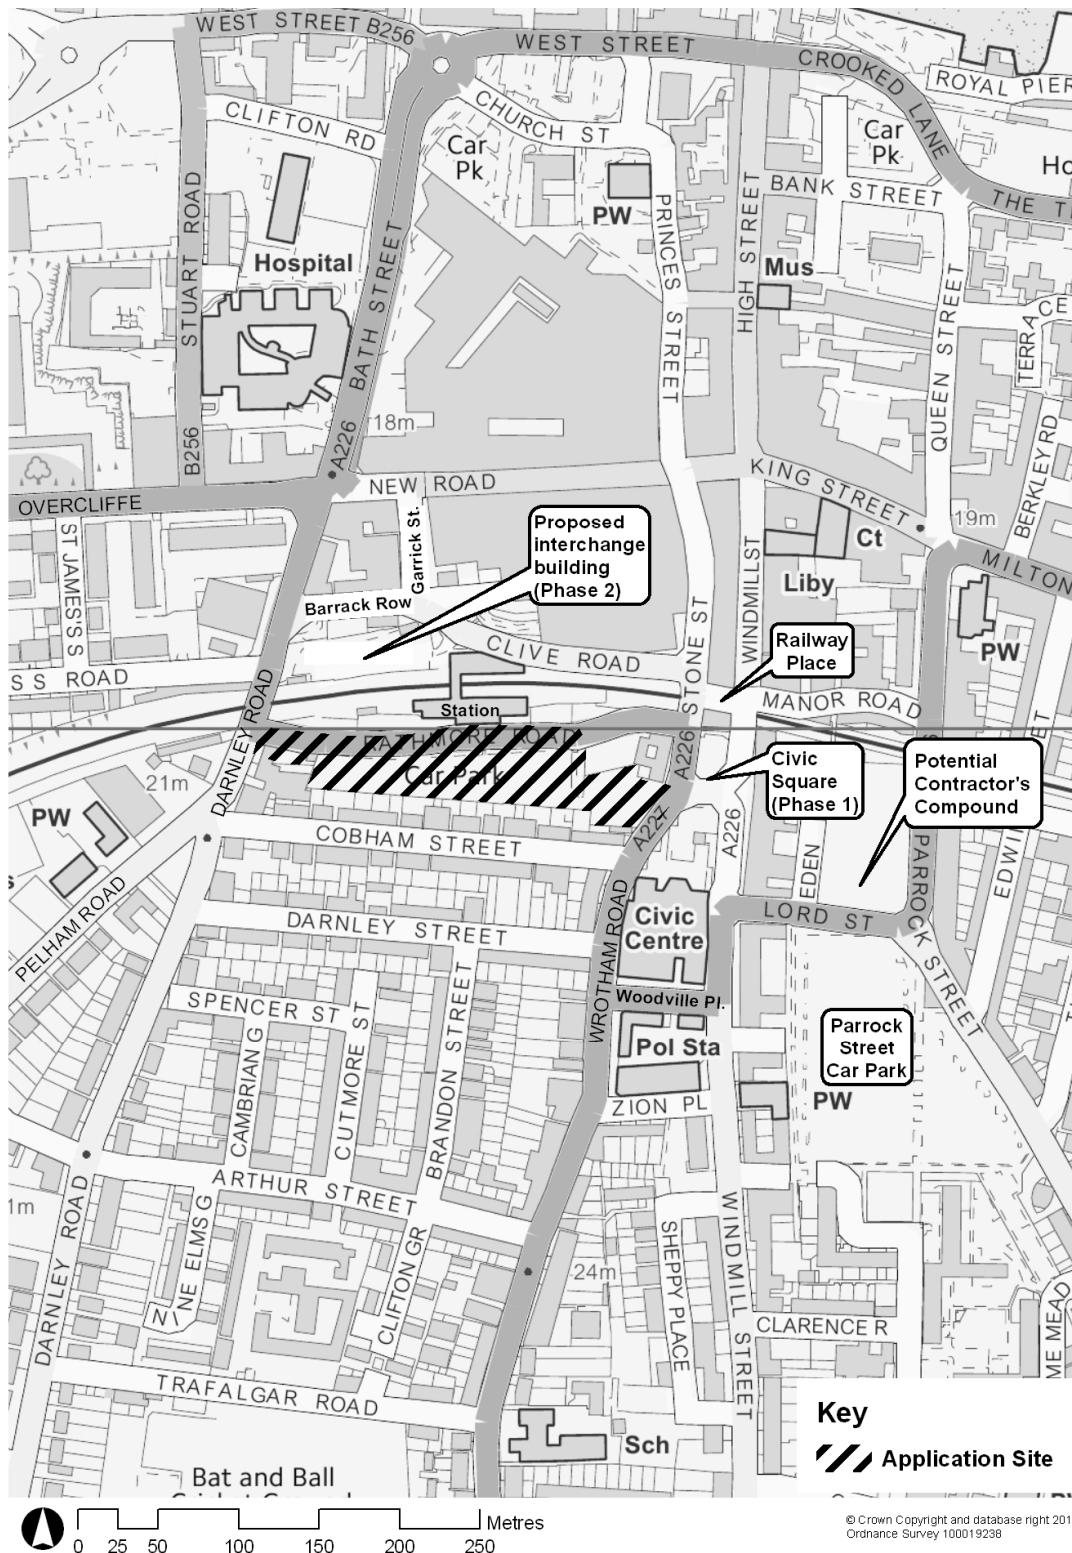 WEST STREET B256
WEST STREET
CROOKED LANE
ROYAL PIER
CLIFTON RD
CHURCH ST
Car
Pk
Car
Pk
BANK STREET
THE T
PW
PRINCES STREET
HIGH STREET
STUART ROAD
Hospital
BATH STREET
Mus
QUEEN STREET
TERRACE
B256
A226
18m
NEW ROAD
KING STREET
BERKLEY RD
OVERCLIFFE
ST JAMES'S S
Garrick St.
Proposed
interchange
building
(Phase 2)
Ct
19m
MILTON
Liby
Barrack Row
STONE ST
WINDMILL ST
PW
S S ROAD
CLIVE ROAD
Railway
Place
MANOR ROAD
Station
DARNLEY ROAD
RATHMORE ROAD
Car Park
A226
Civic
Square
(Phase 1)
Potential
Contractor's
Compound
21m
PW
COBHAM STREET
A227
A226
EDEN
PARROCK STREET
EDWIN
PELHAM ROAD
DARNLEY STREET
WROTHAM ROAD
Civic
Centre
LORD ST
SPENCER ST
Woodville Pl.
Pol Sta
Parrock
Street
Car Park
PW
CAMBRIAN G
CUTMORE ST
BRANDON STREET
ZION PL
ARTHUR STREET
1m
DARNLEY ROAD
NE ELMS G
CLIFTON GR
24m
SHEPPY PLACE
WINDMILL STREET
CLARENCE R
ME MEAD
TRAFALGAR ROAD
Sch
Bat and Ball
Key
Application Site
0 25 50 100 150 200 250
Metres
© Crown Copyright and database right 201
Ordnance Survey 100019238